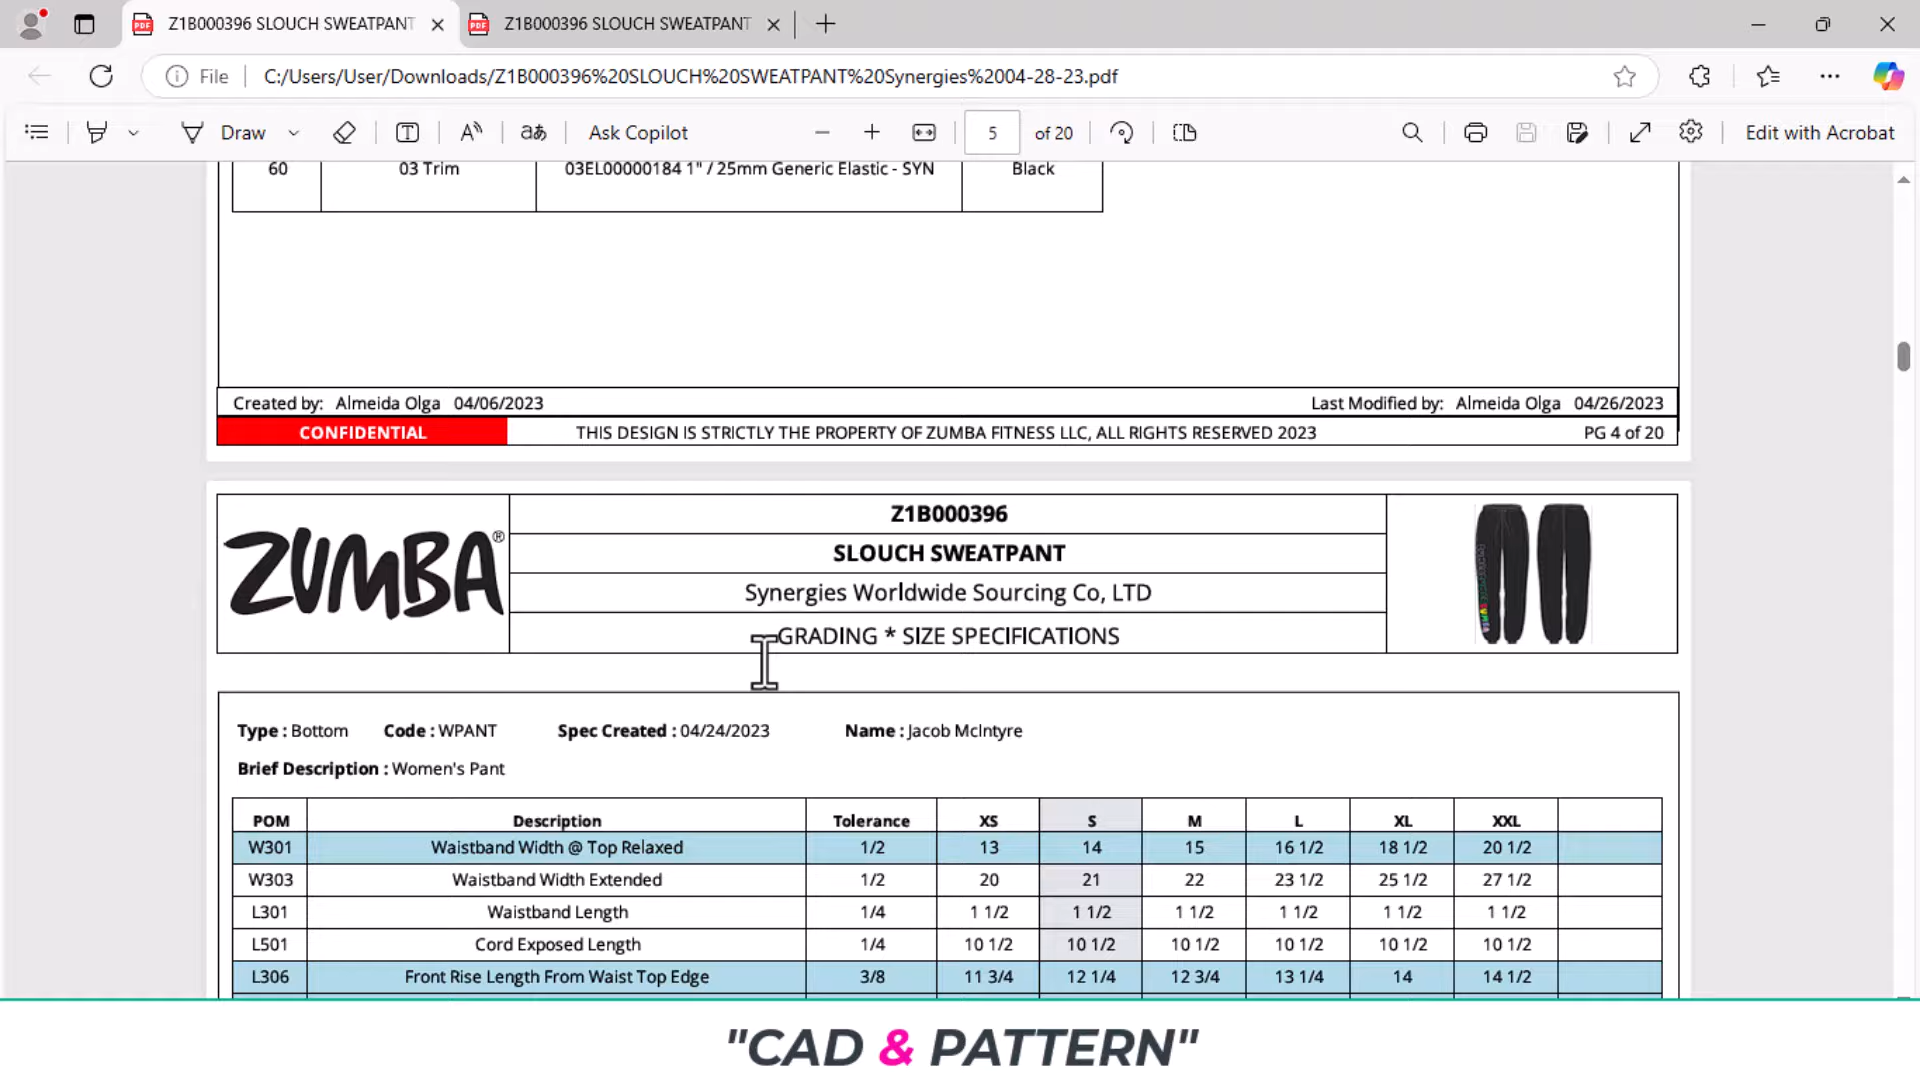 Z1B000396 SLOUCH SWEATPANT
Z1B000396 SLOUCH SWEATPANT
File C:/Users/User/Downloads/Z1B000396%20SLOUCH%20SWEATPANT%20Synergies%2004-28-23.pdf
Draw Ask Copilot 5 of 20 Edit with Acrobat
60 03 Trim 03EL00000184 1" / 25mm Generic Elastic - SYN Black
Created by: Almeida Olga 04/06/2023 Last Modified by: Almeida Olga 04/26/2023
CONFIDENTIAL THIS DESIGN IS STRICTLY THE PROPERTY OF ZUMBA FITNESS LLC, ALL RIGHTS RESERVED 2023 PG 4 of 20
ZUMBA®
Z1B000396
SLOUCH SWEATPANT
Synergies Worldwide Sourcing Co, LTD
GRADING * SIZE SPECIFICATIONS
Type : Bottom Code : WPANT Spec Created : 04/24/2023 Name : Jacob McIntyre
Brief Description : Women's Pant
POM Description Tolerance XS S M L XL XXL
W301 Waistband Width @ Top Relaxed 1/2 13 14 15 16 1/2 18 1/2 20 1/2
W303 Waistband Width Extended 1/2 20 21 22 23 1/2 25 1/2 27 1/2
L301 Waistband Length 1/4 1 1/2 1 1/2 1 1/2 1 1/2 1 1/2 1 1/2
L501 Cord Exposed Length 1/4 10 1/2 10 1/2 10 1/2 10 1/2 10 1/2 10 1/2
L306 Front Rise Length From Waist Top Edge 3/8 11 3/4 12 1/4 12 3/4 13 1/4 14 14 1/2
"CAD & PATTERN"